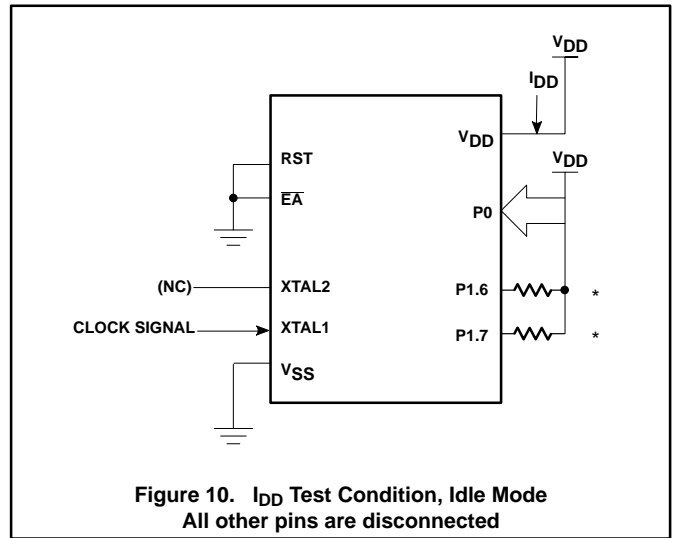 VDD
IDD
VDD
VDD
RST
EA
P0
(NC)
XTAL2
P1.6
*
CLOCK SIGNAL
XTAL1
P1.7
*
VSS
Figure 10. IDD Test Condition, Idle Mode
All other pins are disconnected